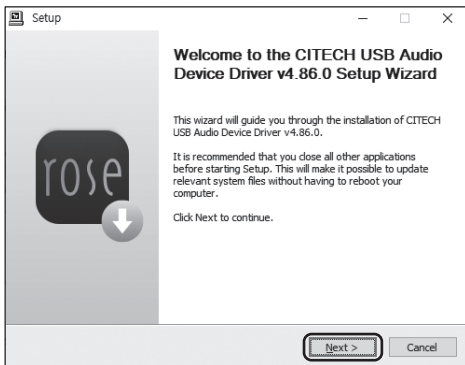 Setup
Welcome to the CITECH USB Audio
Device Driver v4.86.0 Setup Wizard
This wizard will guide you through the installation of CITECH
USB Audio Device Driver v4.86.0.
It is recommended that you close all other applications
before starting Setup. This will make it possible to update
relevant system files without having to reboot your
computer.
Click Next to continue.
rose
Next >
Cancel